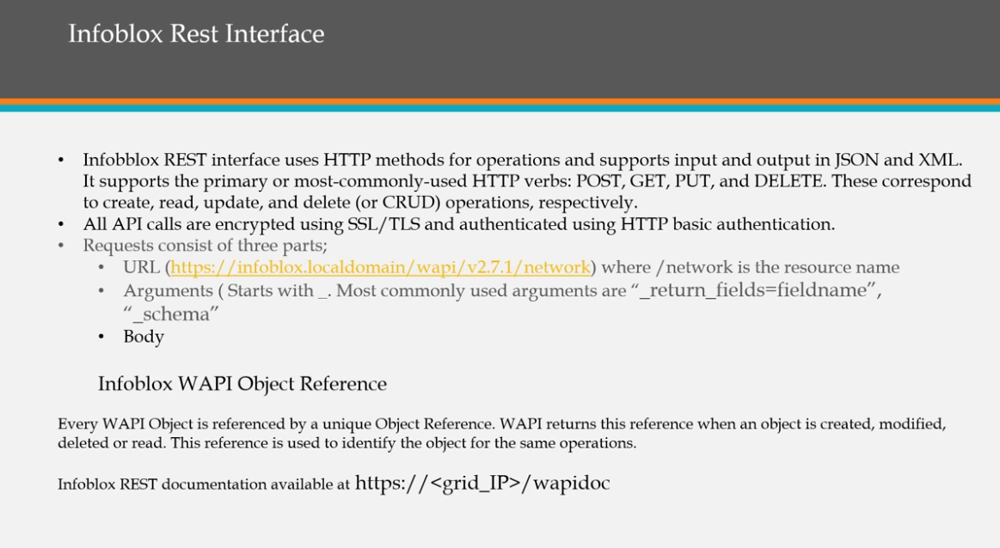 Infoblox Rest Interface
• Infobblox REST interface uses HTTP methods for operations and supports input and output in JSON and XML.
It supports the primary or most-commonly-used HTTP verbs: POST, GET, PUT, and DELETE. These correspond
to create, read, update, and delete (or CRUD) operations, respectively.
• All API calls are encrypted using SSL/TLS and authenticated using HTTP basic authentication.
• Requests consist of three parts;
• URL (https://infoblox.localdomain/wapi/v2.7.1/network) where /network is the resource name
• Arguments ( Starts with _. Most commonly used arguments are “_return_fields=fieldname”,
“_schema”
• Body
Infoblox WAPI Object Reference
Every WAPI Object is referenced by a unique Object Reference. WAPI returns this reference when an object is created, modified,
deleted or read. This reference is used to identify the object for the same operations.
Infoblox REST documentation available at https://<grid_IP>/wapidoc